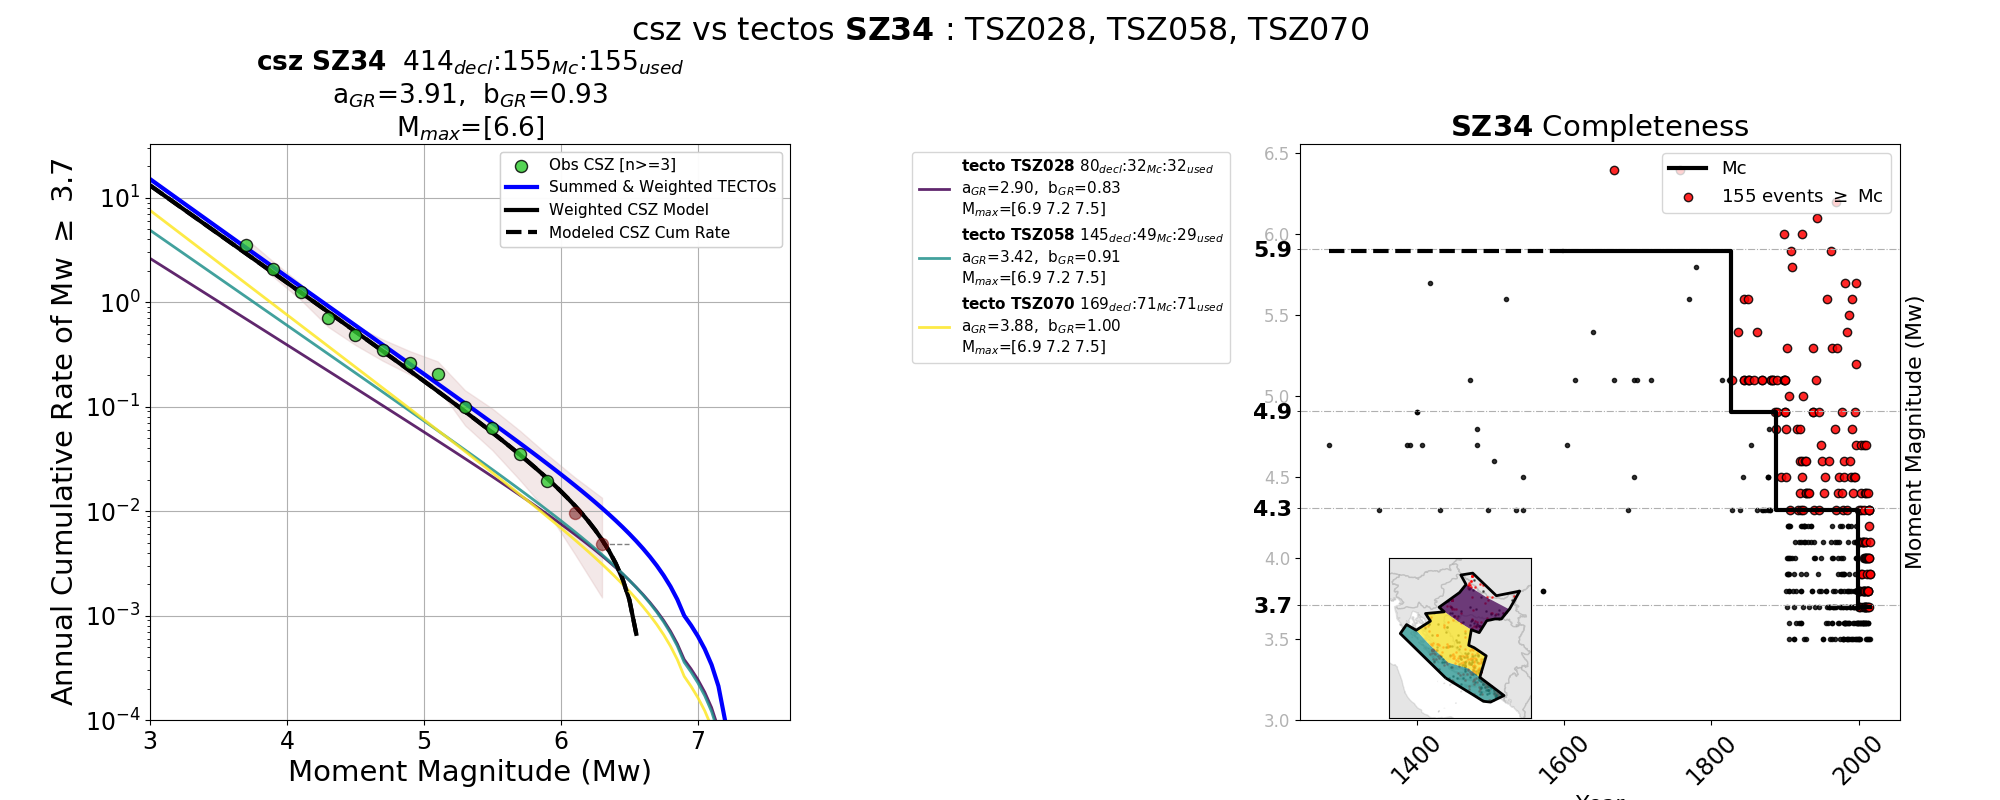 csz vs tectos SZ34 : TSZ028, TSZ058, TSZ070
csz SZ34 414decl:155Mc:155used
aGR=3.91, bGR=0.93
Mmax=[6.6]
Annual Cumulative Rate of Mw ≥ 3.7
10^1
10^0
10^-1
10^-2
10^-3
10^-4
3
4
5
6
7
Moment Magnitude (Mw)
Obs CSZ [n>=3]
Summed & Weighted TECTOs
Weighted CSZ Model
Modeled CSZ Cum Rate
tecto TSZ028 80decl:32Mc:32used
aGR=2.90, bGR=0.83
Mmax=[6.9 7.2 7.5]
tecto TSZ058 145decl:49Mc:29used
aGR=3.42, bGR=0.91
Mmax=[6.9 7.2 7.5]
tecto TSZ070 169decl:71Mc:71used
aGR=3.88, bGR=1.00
Mmax=[6.9 7.2 7.5]
SZ34 Completeness
Mc
155 events ≥ Mc
6.5
6.0
5.9
5.5
5.0
4.9
4.5
4.3
4.0
3.7
3.5
3.0
1400
1600
1800
2000
Moment Magnitude (Mw)
Year